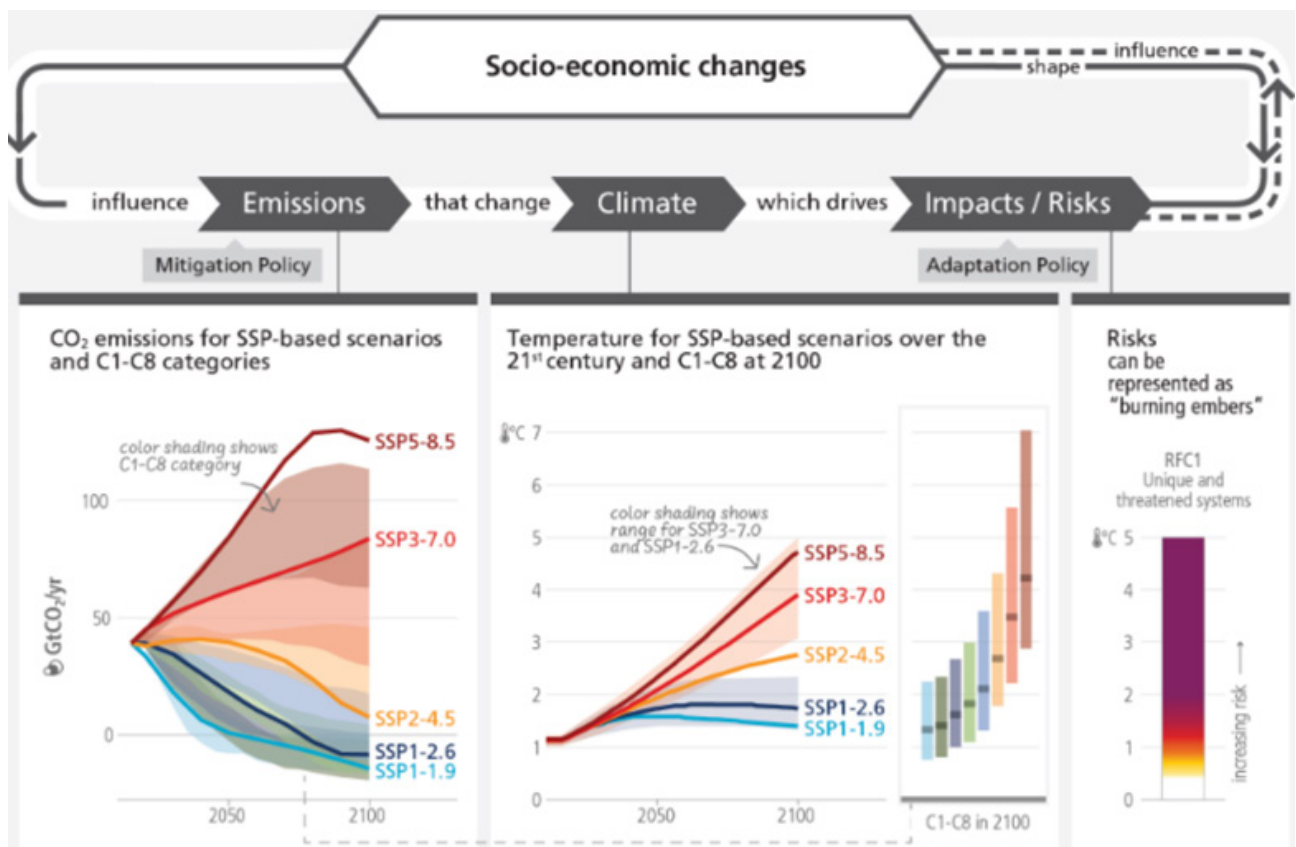 Socio-economic changes
influence
shape
influence
Emissions
that change
Climate
which drives
Impacts / Risks
Mitigation Policy
Adaptation Policy
CO₂ emissions for SSP-based scenarios
and C1-C8 categories
color shading shows
C1-C8 category
SSP5-8.5
100
SSP3-7.0
GtCO₂/yr
50
SSP2-4.5
0
SSP1-2.6
SSP1-1.9
2050
2100
Temperature for SSP-based scenarios over the
21st century and C1-C8 at 2100
°C 7
6
color shading shows
range for SSP3-7.0
and SSP1-2.6
5
SSP5-8.5
4
SSP3-7.0
3
SSP2-4.5
2
SSP1-2.6
SSP1-1.9
1
0
2050
2100
C1-C8 in 2100
Risks
can be
represented as
"burning embers"
RFC1
Unique and
threatened systems
°C 5
4
3
2
1
0
increasing risk